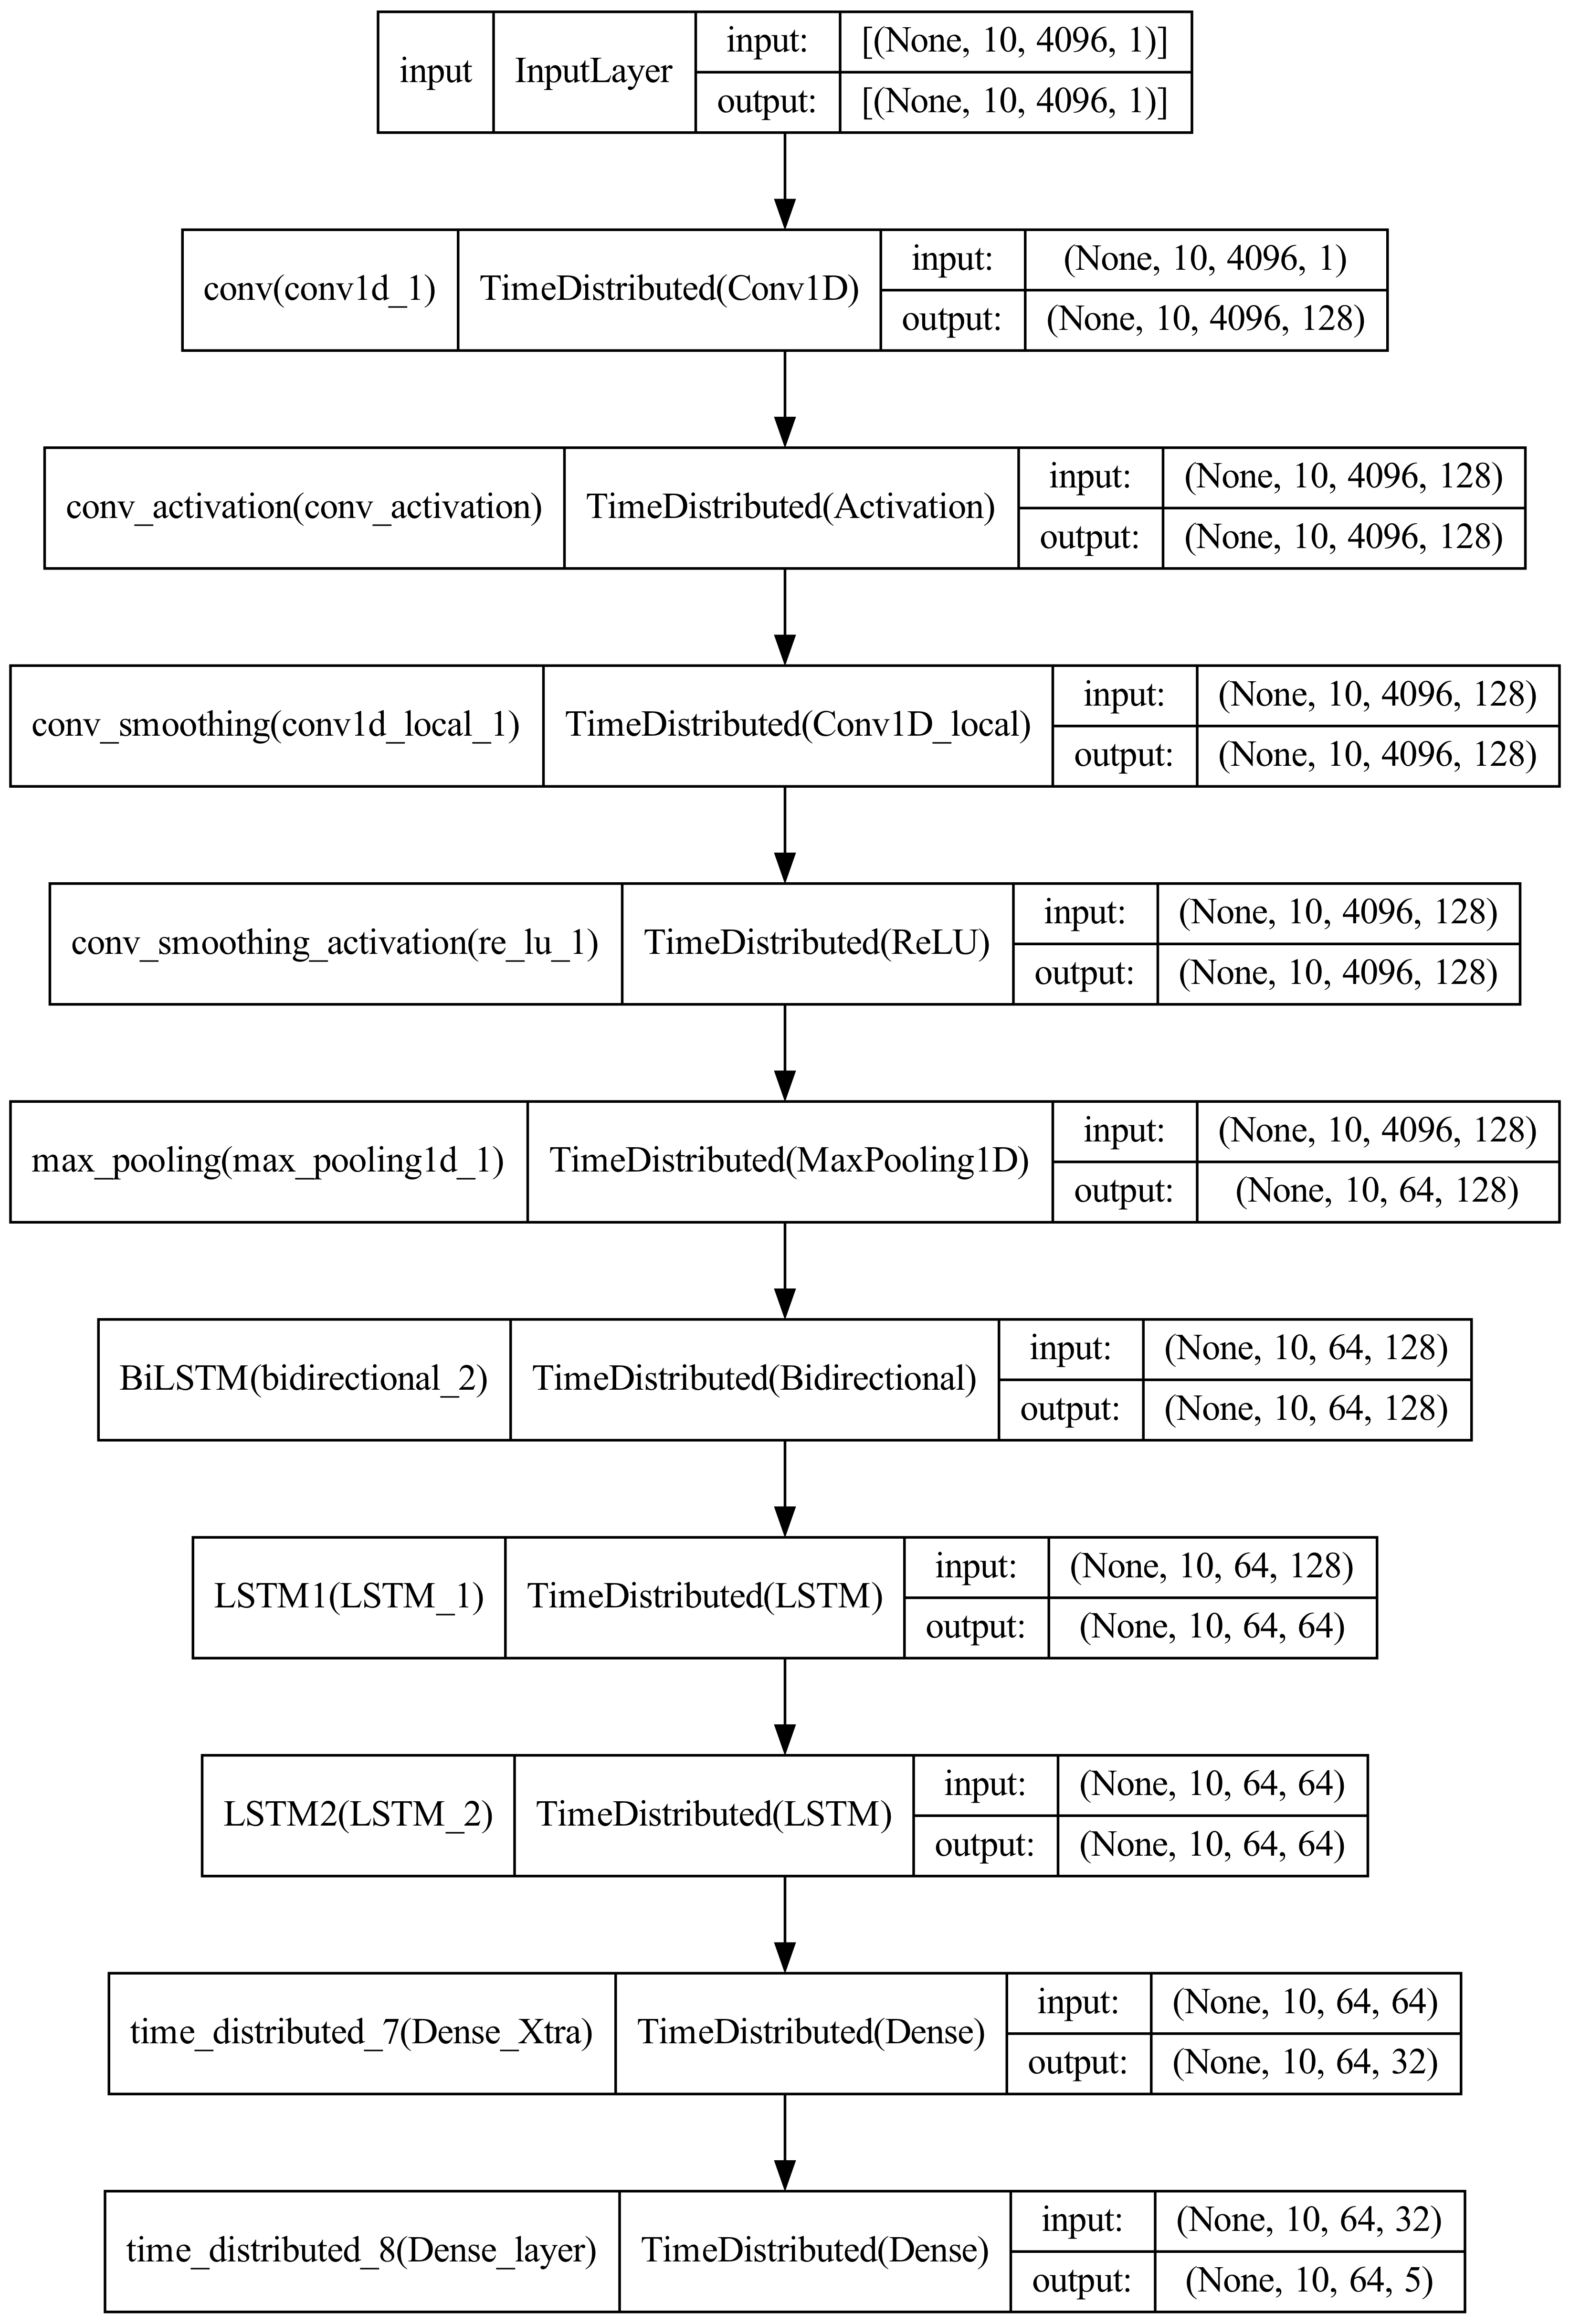 input InputLayer input: [(None, 10, 4096, 1)]
output: [(None, 10, 4096, 1)]
conv(conv1d_1) TimeDistributed(Conv1D) input: (None, 10, 4096, 1)
output: (None, 10, 4096, 128)
conv_activation(conv_activation) TimeDistributed(Activation) input: (None, 10, 4096, 128)
output: (None, 10, 4096, 128)
conv_smoothing(conv1d_local_1) TimeDistributed(Conv1D_local) input: (None, 10, 4096, 128)
output: (None, 10, 4096, 128)
conv_smoothing_activation(re_lu_1) TimeDistributed(ReLU) input: (None, 10, 4096, 128)
output: (None, 10, 4096, 128)
max_pooling(max_pooling1d_1) TimeDistributed(MaxPooling1D) input: (None, 10, 4096, 128)
output: (None, 10, 64, 128)
BiLSTM(bidirectional_2) TimeDistributed(Bidirectional) input: (None, 10, 64, 128)
output: (None, 10, 64, 128)
LSTM1(LSTM_1) TimeDistributed(LSTM) input: (None, 10, 64, 128)
output: (None, 10, 64, 64)
LSTM2(LSTM_2) TimeDistributed(LSTM) input: (None, 10, 64, 64)
output: (None, 10, 64, 64)
time_distributed_7(Dense_Xtra) TimeDistributed(Dense) input: (None, 10, 64, 64)
output: (None, 10, 64, 32)
time_distributed_8(Dense_layer) TimeDistributed(Dense) input: (None, 10, 64, 32)
output: (None, 10, 64, 5)